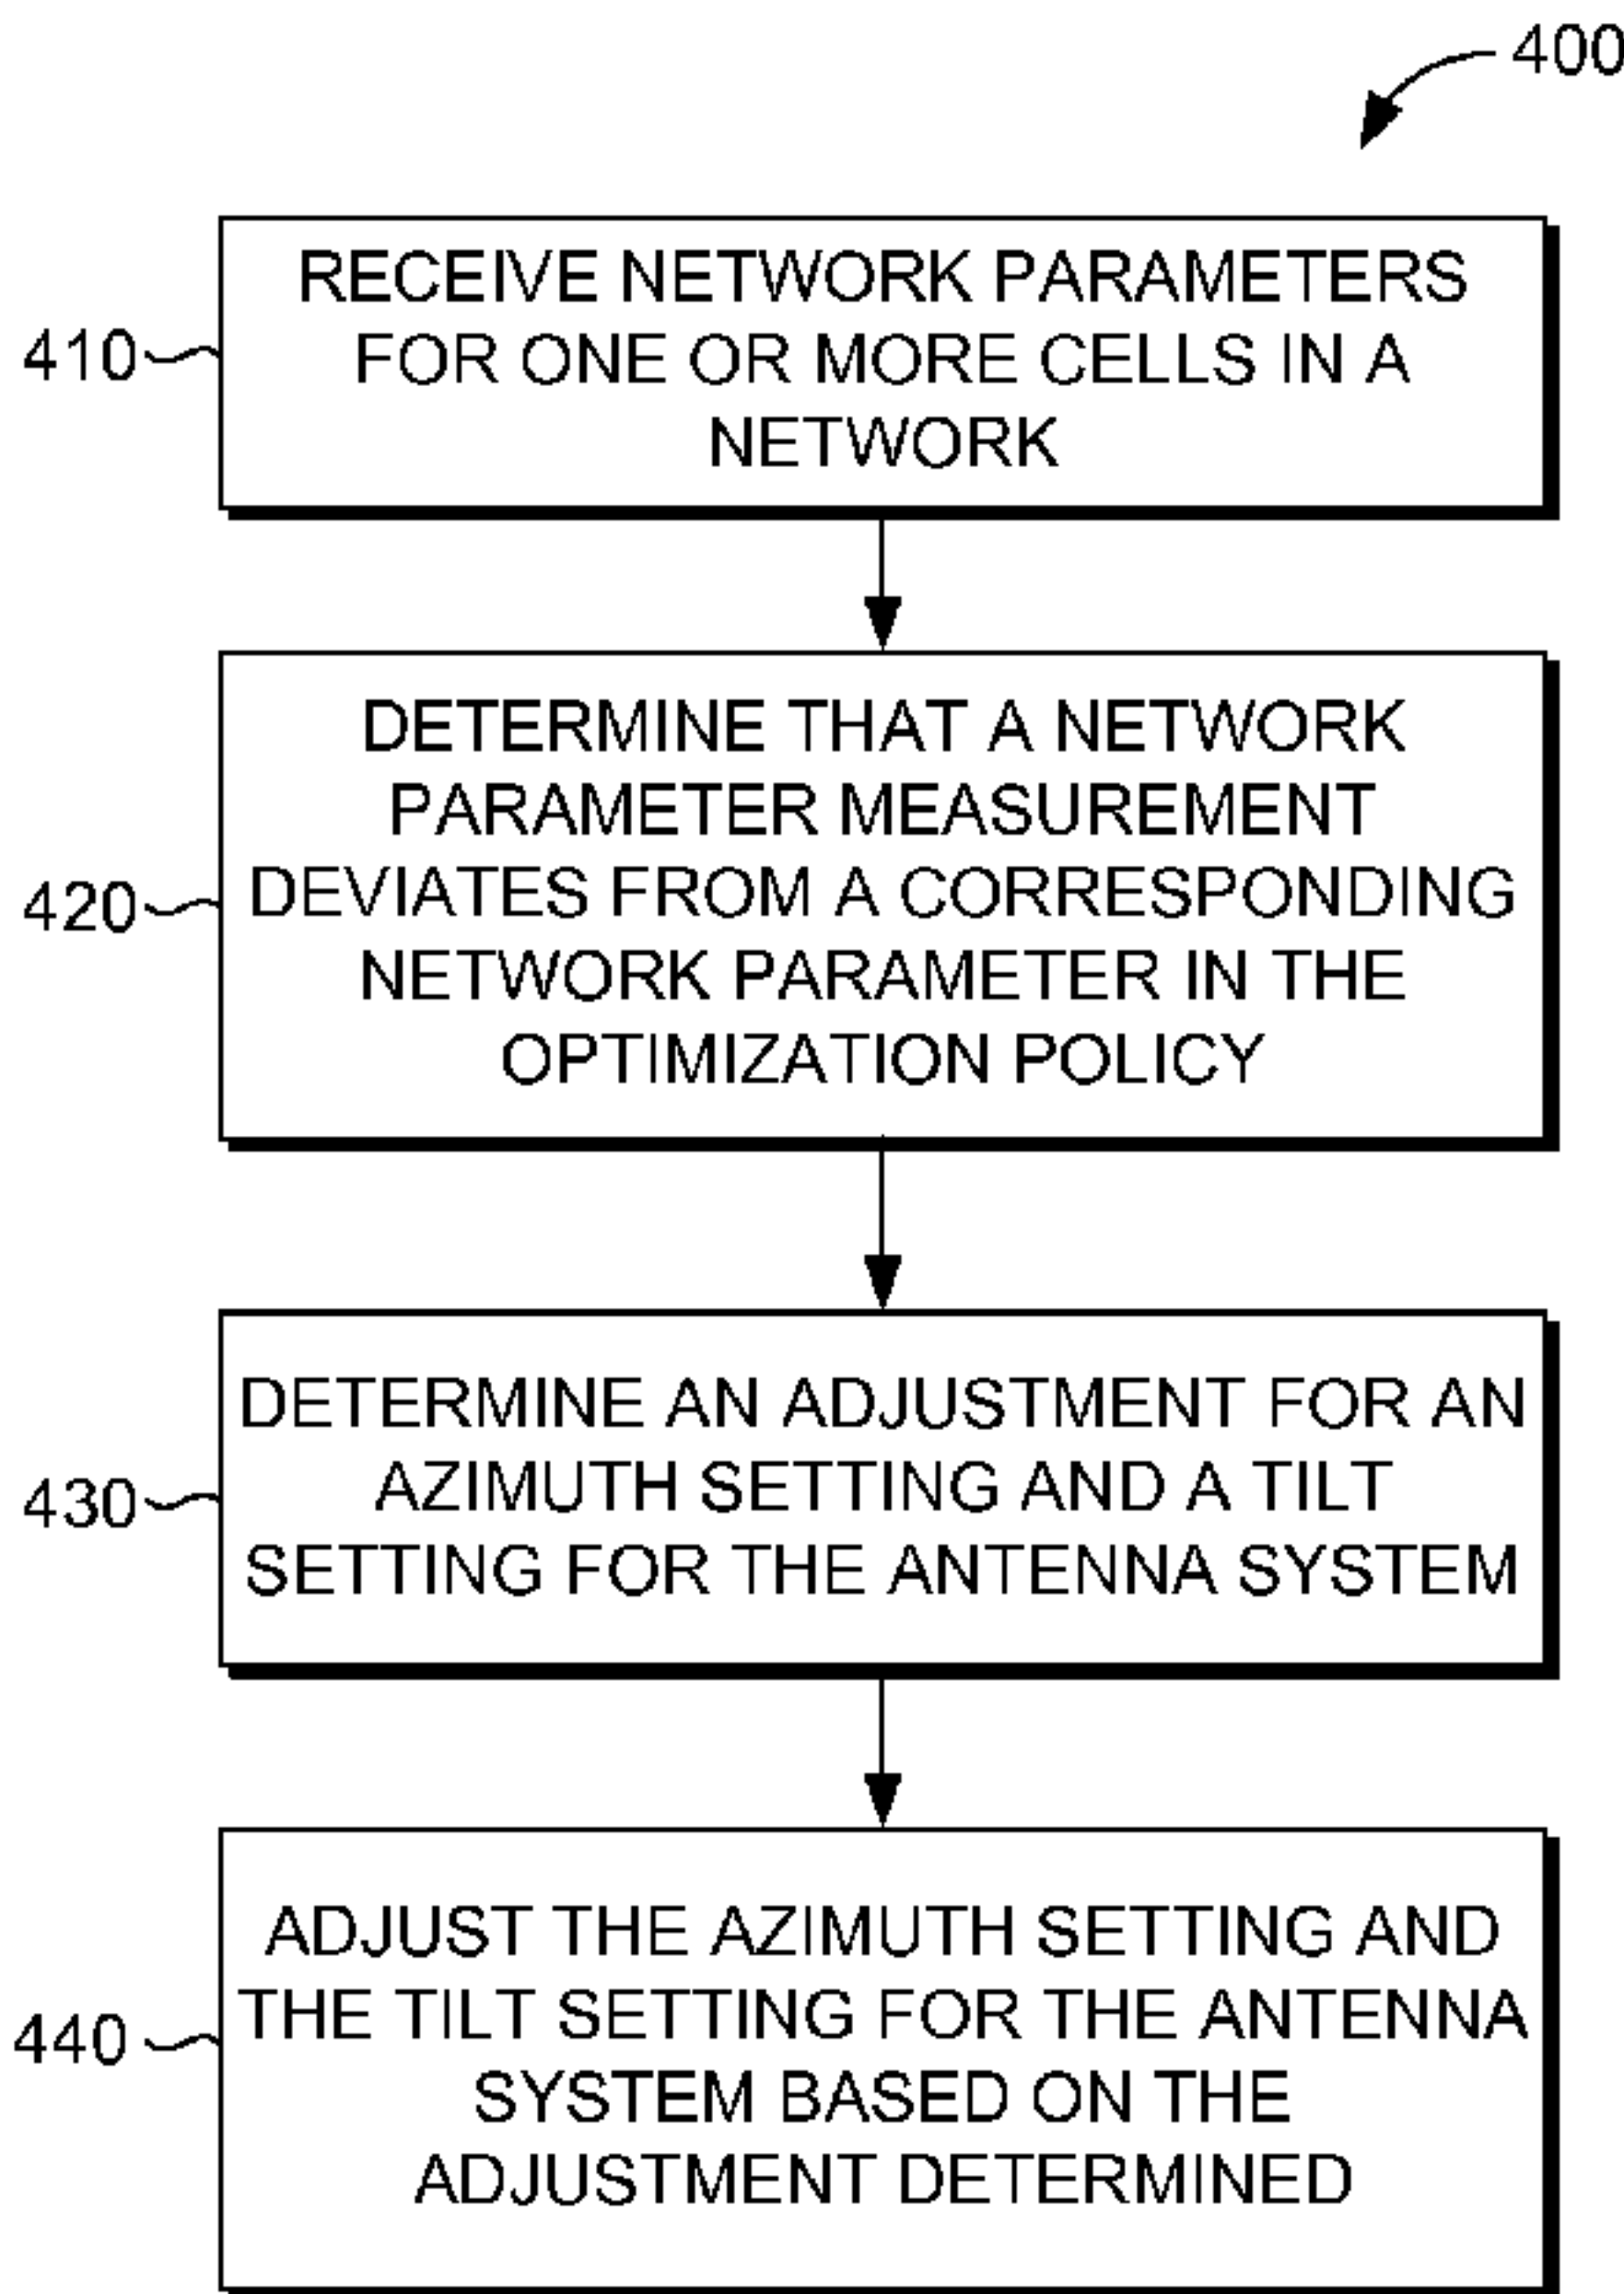 400
RECEIVE NETWORK PARAMETERS
FOR ONE OR MORE CELLS IN A
NETWORK
410
DETERMINE THAT A NETWORK
PARAMETER MEASUREMENT
DEVIATES FROM A CORRESPONDING
NETWORK PARAMETER IN THE
OPTIMIZATION POLICY
420
DETERMINE AN ADJUSTMENT FOR AN
AZIMUTH SETTING AND A TILT
SETTING FOR THE ANTENNA SYSTEM
430
ADJUST THE AZIMUTH SETTING AND
THE TILT SETTING FOR THE ANTENNA
SYSTEM BASED ON THE
ADJUSTMENT DETERMINED
440